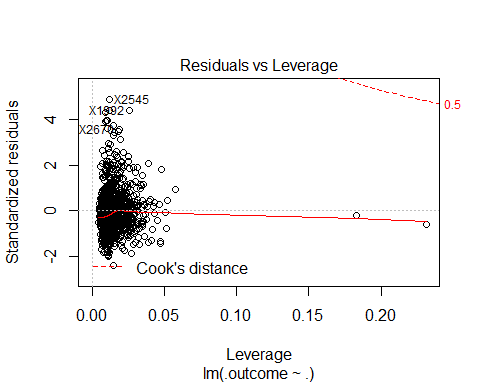 Residuals vs Leverage
Standardized residuals
4
2
0
-2
X2545
X1892
X267
0.5
Cook's distance
0.00
0.05
0.10
0.15
0.20
Leverage
lm(.outcome ~ .)